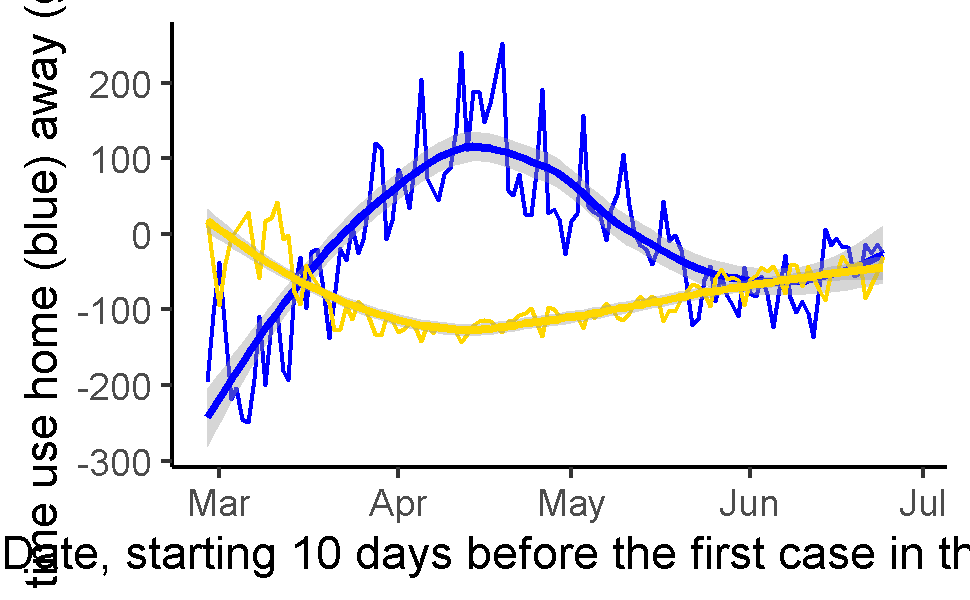 time use home (blue) away (
200
100
0
-100
-200
-300
Mar Apr May Jun Jul
Date, starting 10 days before the first case in th